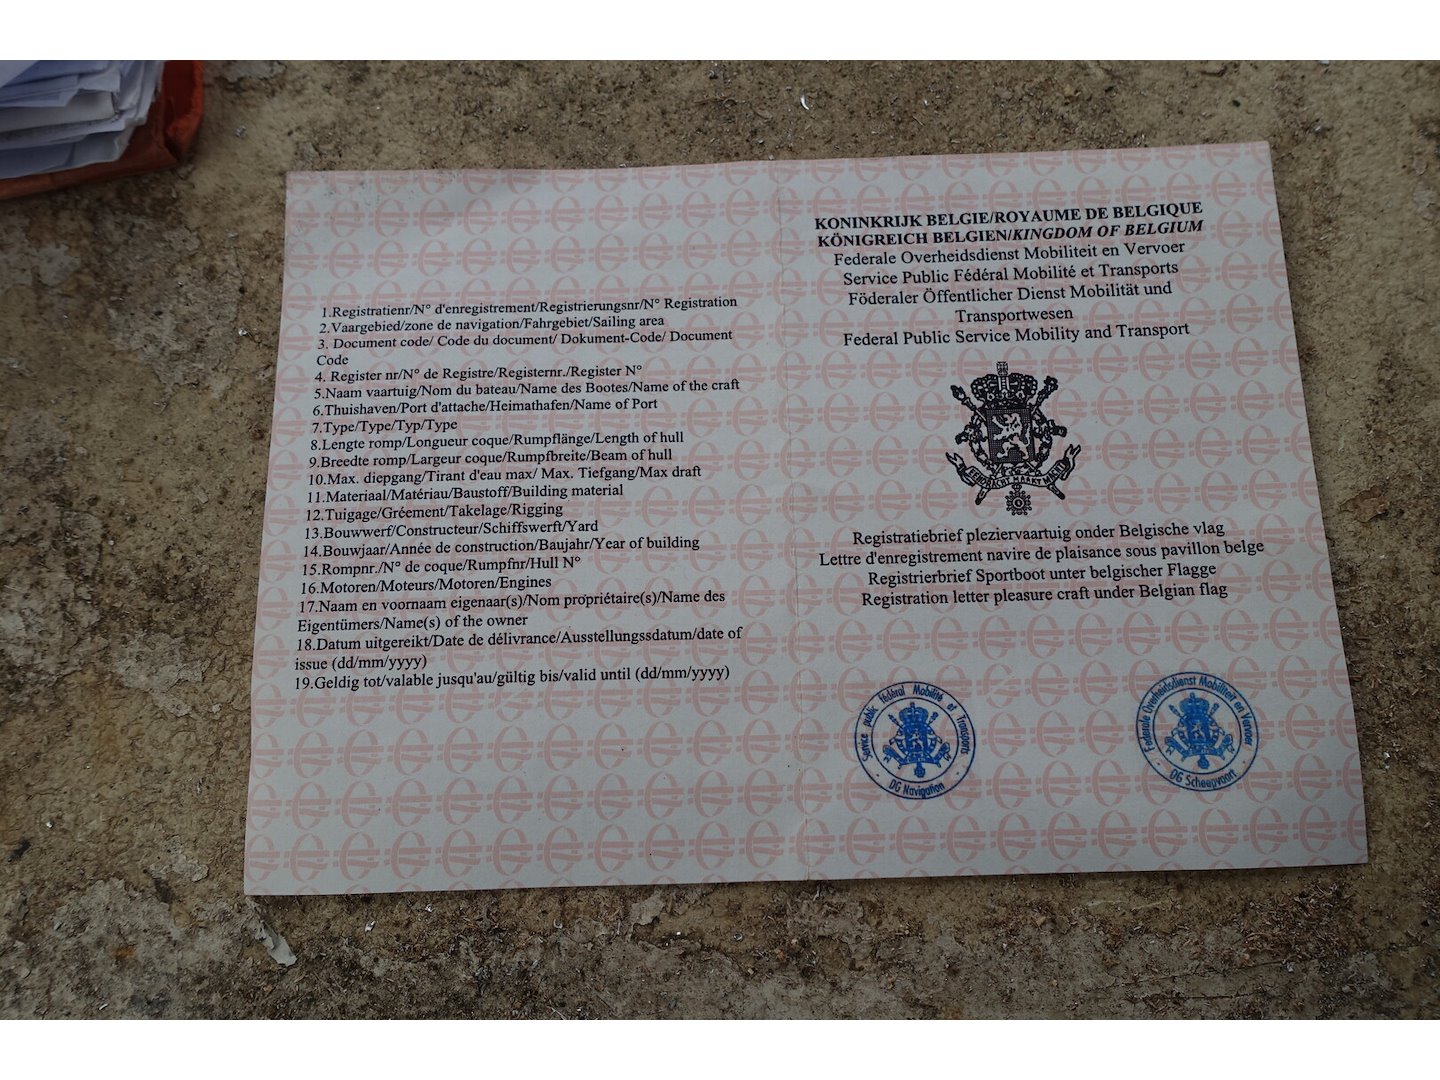 1.Registratienr/N° d'enregistrement/Registrierungsnr/N° Registration
2.Vaargebied/zone de navigation/Fahrgebiet/Sailing area
3. Document code/ Code du document/ Dokument-Code/ Document
Code
4. Register nr/N° de Registre/Registernr./Register N°
5.Naam vaartuig/Nom du bateau/Name des Bootes/Name of the craft
6.Thuishaven/Port d'attache/Heimathafen/Name of Port
7.Type/Type/Typ/Type
8.Lengte romp/Longueur coque/Rumpflänge/Length of hull
9.Breedte romp/Largeur coque/Rumpfbreite/Beam of hull
10.Max. diepgang/Tirant d'eau max/ Max. Tiefgang/Max draft
11.Materiaal/Matériau/Baustoff/Building material
12.Tuigage/Gréement/Takelage/Rigging
13.Bouwwerf/Constructeur/Schiffswerft/Yard
14.Bouwjaar/Année de construction/Baujahr/Year of building
15.Rompnr./N° de coque/Rumpfnr/Hull N°
16.Motoren/Moteurs/Motoren/Engines
17.Naam en voornaam eigenaar(s)/Nom propriétaire(s)/Name des
Eigentümers/Name(s) of the owner
18.Datum uitgereikt/Date de délivrance/Ausstellungssdatum/date of
issue (dd/mm/yyyy)
19.Geldig tot/valable jusqu'au/gültig bis/valid until (dd/mm/yyyy)
KONINKRIJK BELGIE/ROYAUME DE BELGIQUE
KÖNIGREICH BELGIEN/KINGDOM OF BELGIUM
Federale Overheidsdienst Mobiliteit en Vervoer
Service Public Fédéral Mobilité et Transports
Föderaler Öffentlicher Dienst Mobilität und
Transportwesen
Federal Public Service Mobility and Transport
EENDRACHT MAAKT MACHT
Registratiebrief pleziervaartuig onder Belgische vlag
Lettre d'enregistrement navire de plaisance sous pavillon belge
Registrierbrief Sportboot unter belgischer Flagge
Registration letter pleasure craft under Belgian flag
Service public Fédéral Mobilité et Transports
- DG Navigation -
Federale Overheidsdienst Mobiliteit en Vervoer
- DG Scheepvaart -